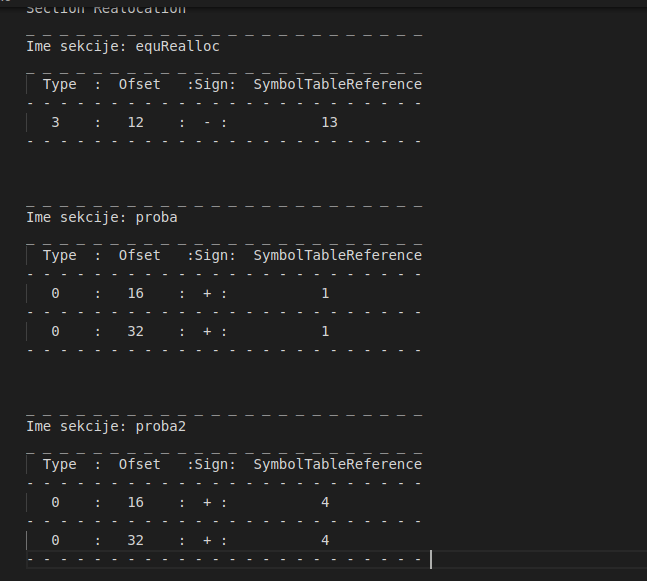 Section Realocation
_ _ _ _ _ _ _ _ _ _ _ _ _ _ _ _ _ _ _ _ _ _ _ _
Ime sekcije: equRealloc
_ _ _ _ _ _ _ _ _ _ _ _ _ _ _ _ _ _ _ _ _ _ _ _
  Type  :  Ofset   :Sign:  SymbolTableReference
- - - - - - - - - - - - - - - - - - - - - - - -
   3    :   12    :  - :           13
- - - - - - - - - - - - - - - - - - - - - - - -
_ _ _ _ _ _ _ _ _ _ _ _ _ _ _ _ _ _ _ _ _ _ _ _
Ime sekcije: proba
_ _ _ _ _ _ _ _ _ _ _ _ _ _ _ _ _ _ _ _ _ _ _ _
  Type  :  Ofset   :Sign:  SymbolTableReference
- - - - - - - - - - - - - - - - - - - - - - - -
   0    :   16    :  + :           1
- - - - - - - - - - - - - - - - - - - - - - - -
   0    :   32    :  + :           1
- - - - - - - - - - - - - - - - - - - - - - - -
_ _ _ _ _ _ _ _ _ _ _ _ _ _ _ _ _ _ _ _ _ _ _ _
Ime sekcije: proba2
_ _ _ _ _ _ _ _ _ _ _ _ _ _ _ _ _ _ _ _ _ _ _ _
  Type  :  Ofset   :Sign:  SymbolTableReference
- - - - - - - - - - - - - - - - - - - - - - - -
   0    :   16    :  + :           4
- - - - - - - - - - - - - - - - - - - - - - - -
   0    :   32    :  + :           4
- - - - - - - - - - - - - - - - - - - - - - - -